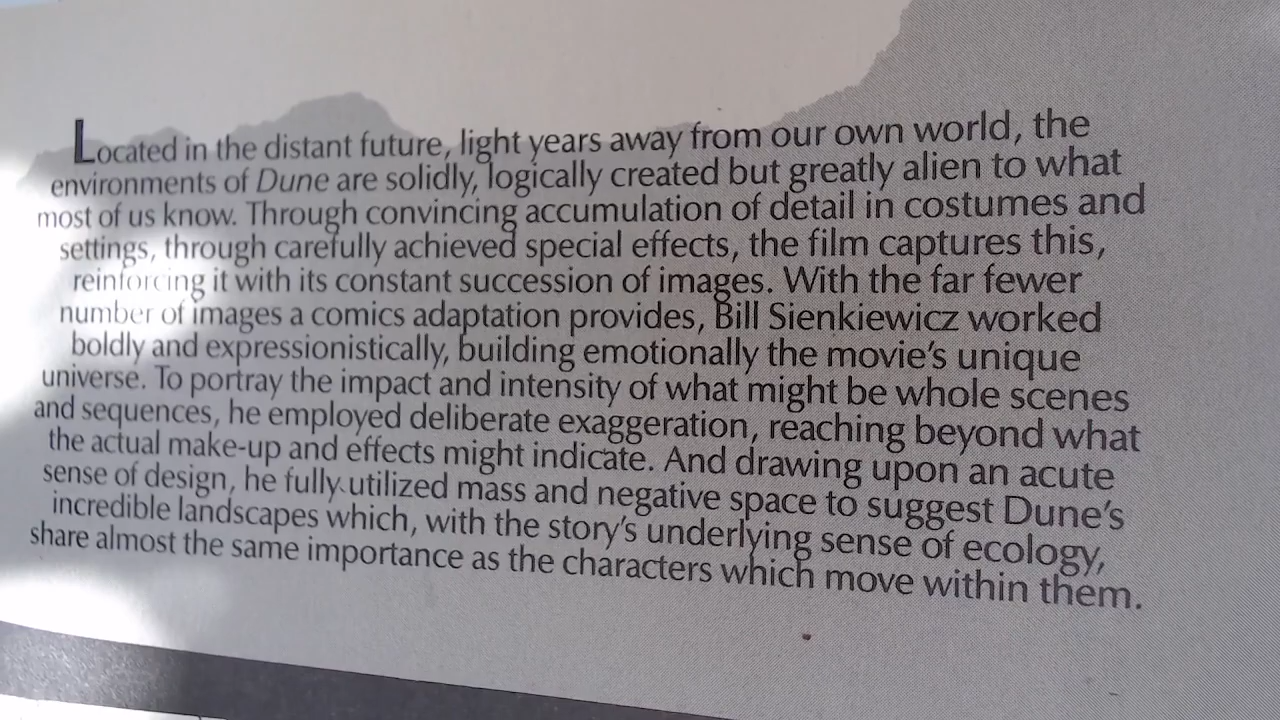 Located in the distant future, light years away from our own world, the
environments of Dune are solidly, logically created but greatly alien to what
most of us know. Through convincing accumulation of detail in costumes and
settings, through carefully achieved special effects, the film captures this,
reinforcing it with its constant succession of images. With the far fewer
number of images a comics adaptation provides, Bill Sienkiewicz worked
boldly and expressionistically, building emotionally the movie's unique
universe. To portray the impact and intensity of what might be whole scenes
and sequences, he employed deliberate exaggeration, reaching beyond what
the actual make-up and effects might indicate. And drawing upon an acute
sense of design, he fully utilized mass and negative space to suggest Dune's
incredible landscapes which, with the story's underlying sense of ecology,
share almost the same importance as the characters which move within them.